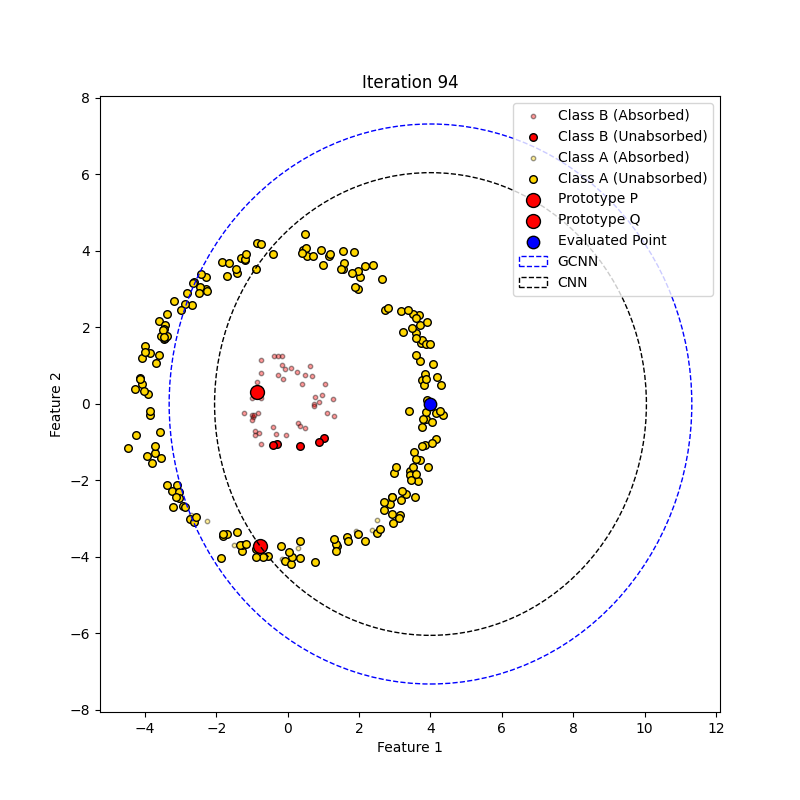 Iteration 94
Class B (Absorbed)
Class B (Unabsorbed)
Class A (Absorbed)
Class A (Unabsorbed)
Prototype P
Prototype Q
Evaluated Point
GCNN
CNN
8
6
4
2
0
−2
−4
−6
−8
Feature 2
−4 −2 0 2 4 6 8 10 12
Feature 1